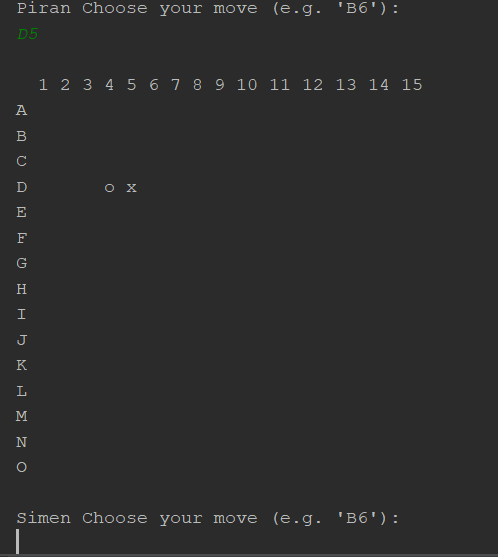 Piran Choose your move (e.g. 'B6'):
D5
1 2 3 4 5 6 7 8 9 10 11 12 13 14 15
A
B
C
D o x
E
F
G
H
I
J
K
L
M
N
O
Simen Choose your move (e.g. 'B6'):